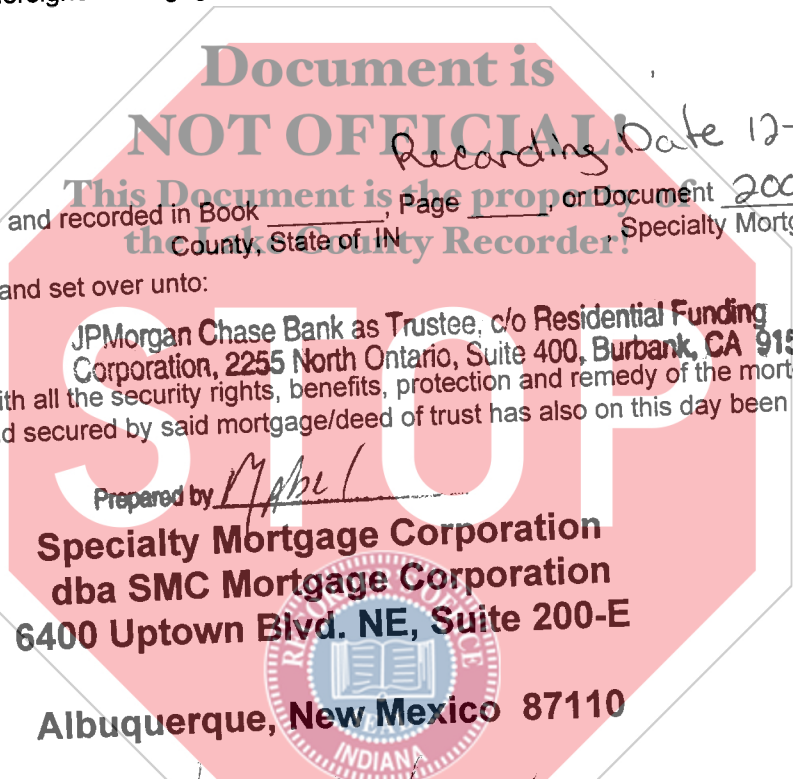 Document is
NOT OFFICIAL!
Recording Date 12-
This Document is the property of
and recorded in Book ________, Page _____, or Document 200
the Lake County Recorder!
County, State of IN , Specialty Mortg
and set over unto:
JPMorgan Chase Bank as Trustee, c/o Residential Funding
Corporation, 2255 North Ontario, Suite 400, Burbank, CA 915
ith all the security rights, benefits, protection and remedy of the mort
d secured by said mortgage/deed of trust has also on this day been
STOP
Prepared by
Specialty Mortgage Corporation
dba SMC Mortgage Corporation
6400 Uptown Blvd. NE, Suite 200-E
Albuquerque, New Mexico 87110
SEAL
INDIANA